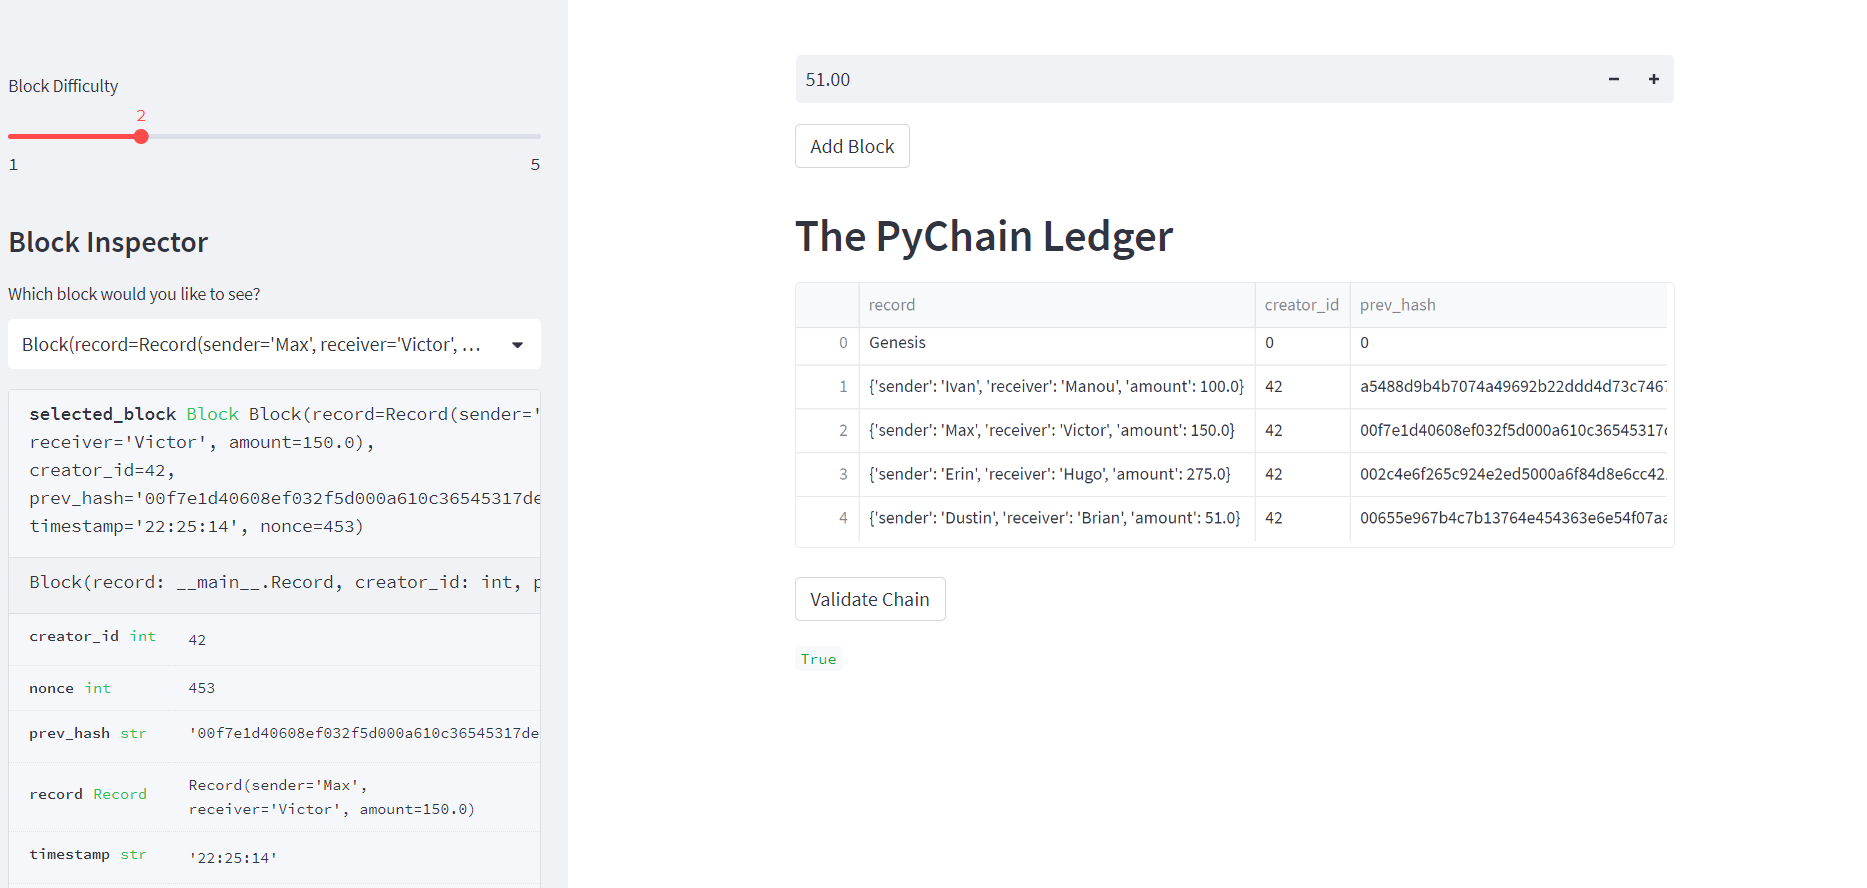 Block Difficulty
2
1 5
Block Inspector
Which block would you like to see?
Block(record=Record(sender='Max', receiver='Victor', ...
selected_block Block Block(record=Record(sender='
receiver='Victor', amount=150.0),
creator_id=42,
prev_hash='00f7e1d40608ef032f5d000a610c36545317de
timestamp='22:25:14', nonce=453)
Block(record: __main__.Record, creator_id: int, p
creator_id int 42
nonce int 453
prev_hash str '00f7e1d40608ef032f5d000a610c36545317de
record Record Record(sender='Max',
receiver='Victor', amount=150.0)
timestamp str '22:25:14'
51.00 − +
Add Block
The PyChain Ledger
record creator_id prev_hash
0 Genesis 0 0
1 {'sender': 'Ivan', 'receiver': 'Manou', 'amount': 100.0} 42 a5488d9b4b7074a49692b22ddd4d73c7467
2 {'sender': 'Max', 'receiver': 'Victor', 'amount': 150.0} 42 00f7e1d40608ef032f5d000a610c36545317
3 {'sender': 'Erin', 'receiver': 'Hugo', 'amount': 275.0} 42 002c4e6f265c924e2ed5000a6f84d8e6cc42
4 {'sender': 'Dustin', 'receiver': 'Brian', 'amount': 51.0} 42 00655e967b4c7b13764e454363e6e54f07aa
Validate Chain
True